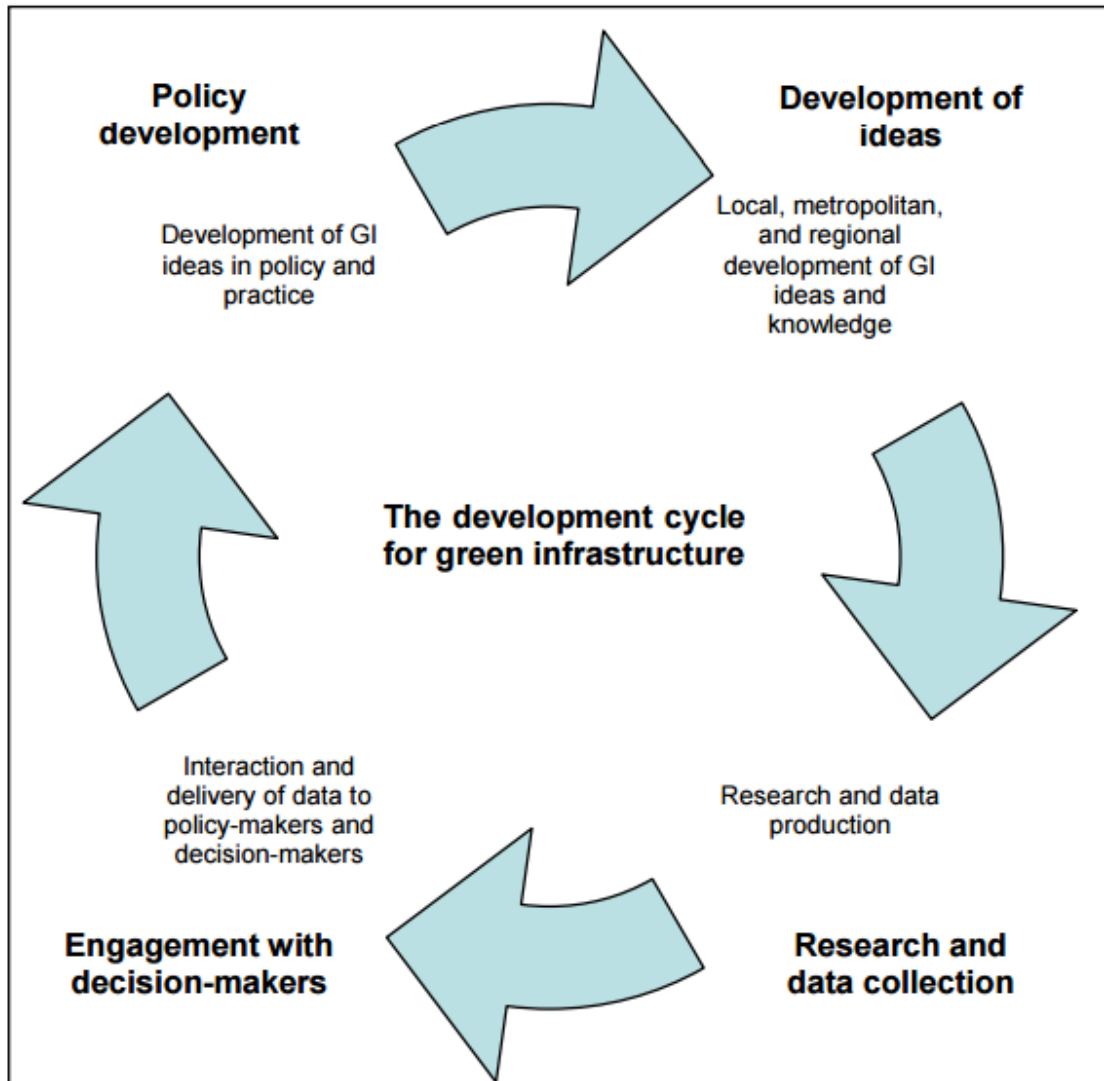 Policy
development
Development of GI
ideas in policy and
practice
Development of
ideas
Local, metropolitan,
and regional
development of GI
ideas and
knowledge
The development cycle
for green infrastructure
Interaction and
delivery of data to
policy-makers and
decision-makers
Engagement with
decision-makers
Research and data
production
Research and
data collection